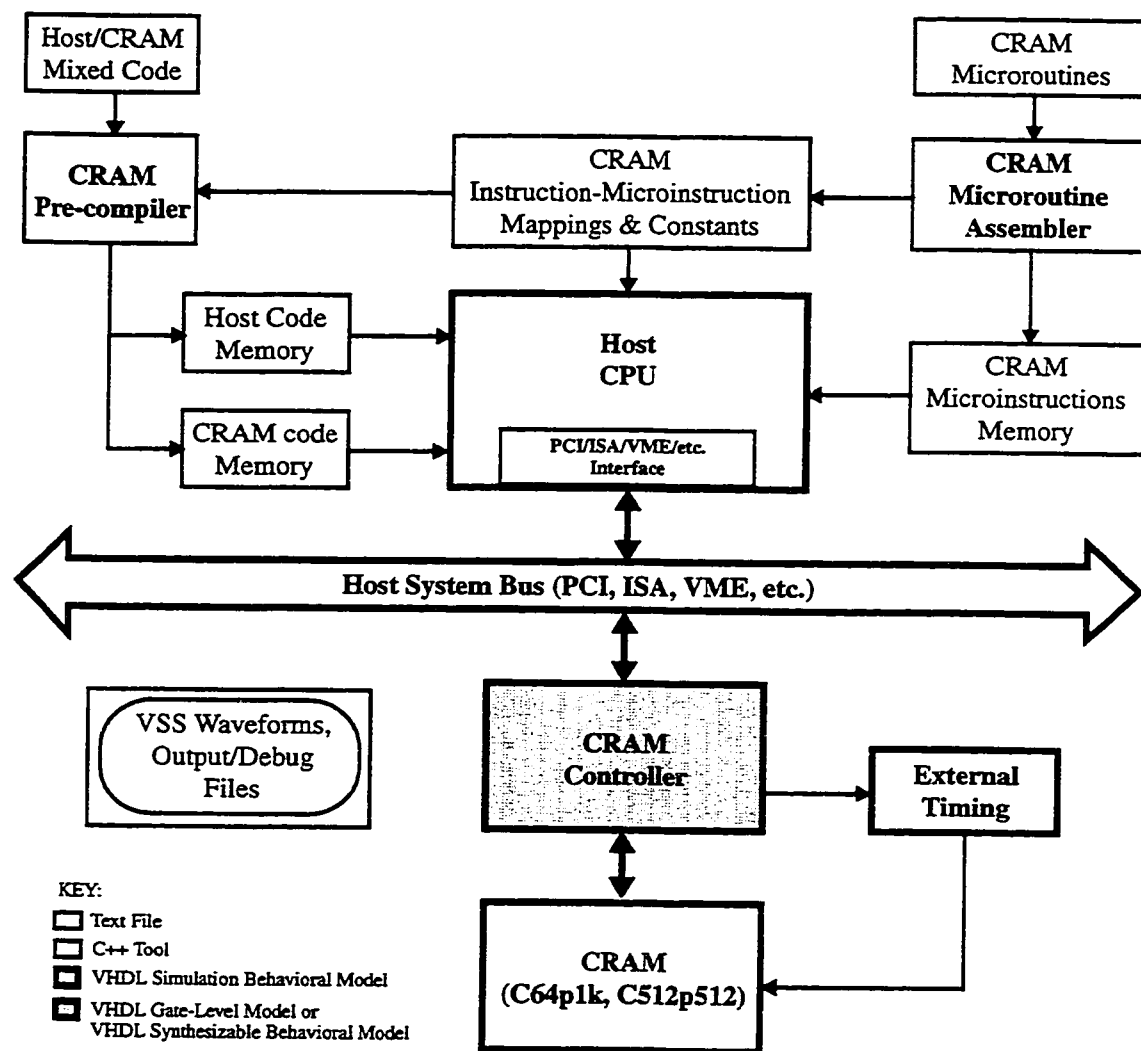 Host/CRAM
Mixed Code
CRAM
Microroutines
CRAM
Pre-compiler
CRAM
Instruction-Microinstruction
Mappings & Constants
CRAM
Microroutine
Assembler
Host Code
Memory
Host
CPU
CRAM
Microinstructions
Memory
CRAM code
Memory
PCI/ISA/VME/etc.
Interface
Host System Bus (PCI, ISA, VME, etc.)
VSS Waveforms,
Output/Debug
Files
CRAM
Controller
External
Timing
KEY:
Text File
C++ Tool
VHDL Simulation Behavioral Model
VHDL Gate-Level Model or
VHDL Synthesizable Behavioral Model
CRAM
(C64p1k, C512p512)